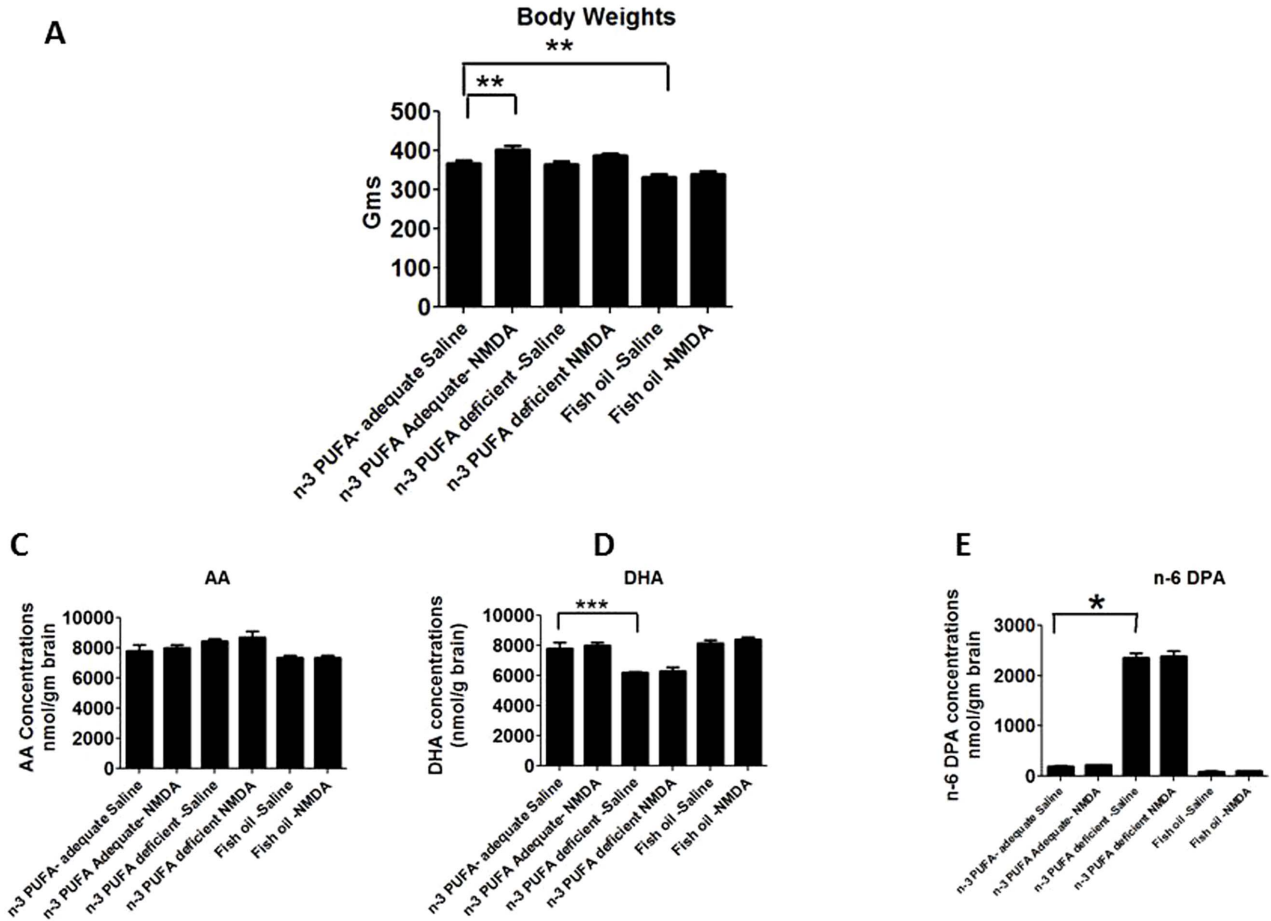 A
Body Weights
**
**
Gms
500
400
300
200
100
0
n-3 PUFA- adequate Saline
n-3 PUFA Adequate- NMDA
n-3 PUFA deficient -Saline
n-3 PUFA deficient NMDA
Fish oil -Saline
Fish oil -NMDA
C
AA
AA Concentrations
nmol/gm brain
10000
8000
6000
4000
2000
0
n-3 PUFA- adequate Saline
n-3 PUFA Adequate- NMDA
n-3 PUFA deficient -Saline
n-3 PUFA deficient NMDA
Fish oil -Saline
Fish oil -NMDA
D
DHA
***
DHA concentrations
(nmol/g brain)
10000
8000
6000
4000
2000
0
n-3 PUFA- adequate Saline
n-3 PUFA Adequate- NMDA
n-3 PUFA deficient -Saline
n-3 PUFA deficient NMDA
Fish oil -Saline
Fish oil -NMDA
E
n-6 DPA
*
n-6 DPA concentrations
nmol/gm brain
3000
2000
1000
0
n-3 PUFA- adequate Saline
n-3 PUFA Adequate- NMDA
n-3 PUFA deficient -Saline
n-3 PUFA deficient NMDA
Fish oil -Saline
Fish oil -NMDA